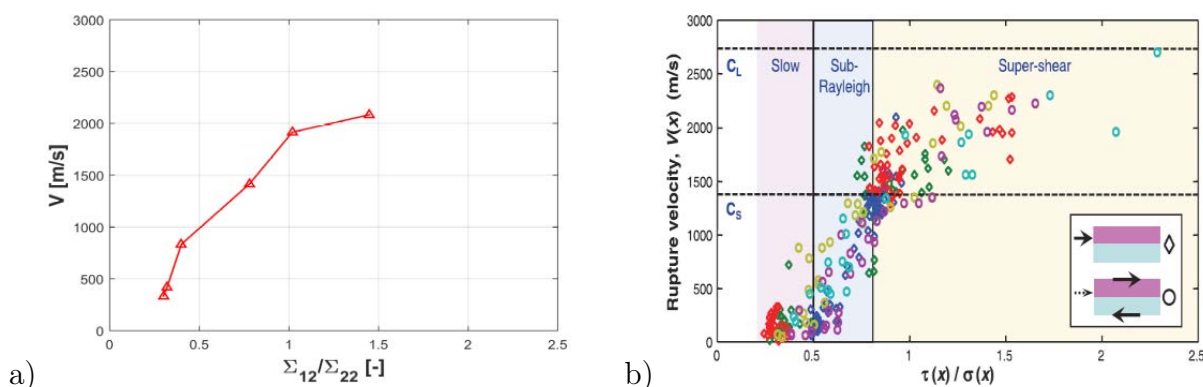 a)
3000
2500
2000
1500
1000
500
0
V [m/s]
0
0.5
1
1.5
2
2.5
Σ12/Σ22 [-]
b)
3000
2500
2000
1500
1000
500
0
Rupture velocity, V(x) (m/s)
CL
Slow
Sub-
Rayleigh
Super-shear
CS
0
0.5
1
1.5
2
2.5
τ(x) / σ(x)